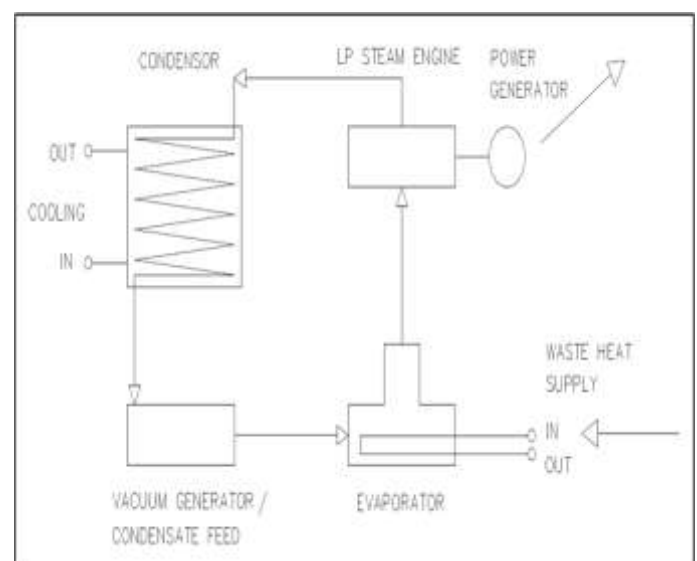 CONDENSOR
LP STEAM ENGINE
POWER
GENERATOR
OUT
COOLING
IN
WASTE HEAT
SUPPLY
IN
OUT
VACUUM GENERATOR /
CONDENSATE FEED
EVAPORATOR